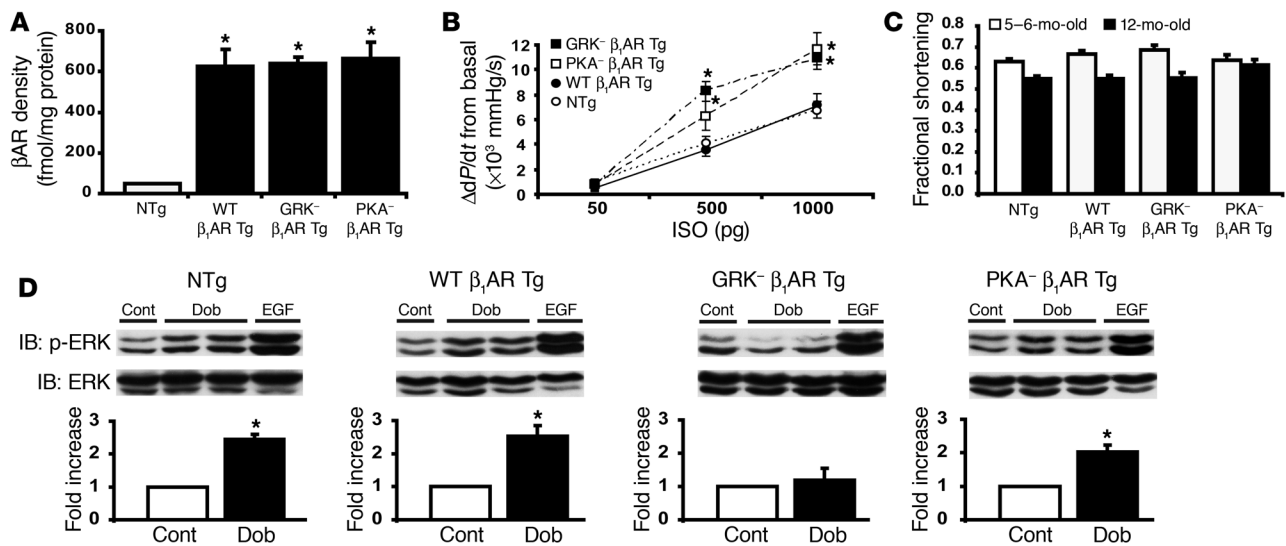 A
βAR density
(fmol/mg protein)
800
600
400
200
0
*
*
*
NTg
WT
β₁AR Tg
GRK⁻
β₁AR Tg
PKA⁻
β₁AR Tg
B
ΔdP/dt from basal
(×10³ mmHg/s)
12
10
8
6
4
2
0
GRK⁻ β₁AR Tg
PKA⁻ β₁AR Tg
WT β₁AR Tg
NTg
*
*
*
*
50
500
1000
ISO (pg)
C
Fractional shortening
0.8
0.7
0.6
0.5
0.4
0.3
0.2
0.1
0.0
5–6-mo-old
12-mo-old
NTg
WT
β₁AR Tg
GRK⁻
β₁AR Tg
PKA⁻
β₁AR Tg
D
NTg
Cont Dob EGF
IB: p-ERK
IB: ERK
Fold increase
3
2
1
0
*
Cont Dob
WT β₁AR Tg
Cont Dob EGF
Fold increase
3
2
1
0
*
Cont Dob
GRK⁻ β₁AR Tg
Cont Dob EGF
Fold increase
3
2
1
0
Cont Dob
PKA⁻ β₁AR Tg
Cont Dob EGF
Fold increase
3
2
1
0
*
Cont Dob